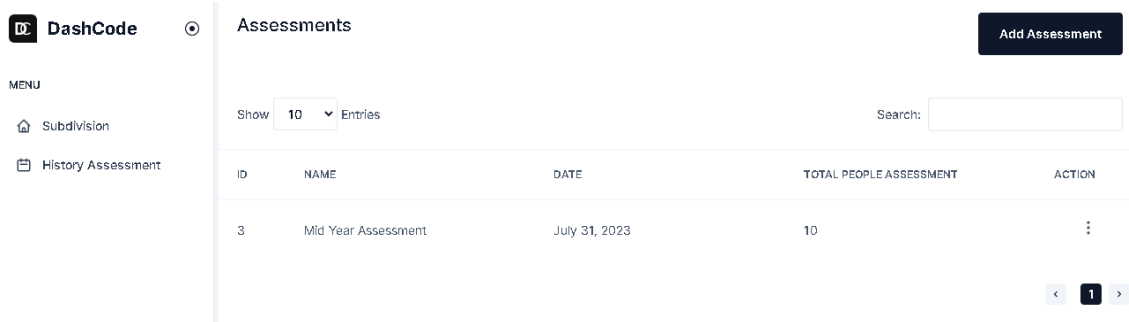 DC DashCode
Assessments
Add Assessment
MENU
Subdivision
History Assessment
Show 10 Entries
Search:
ID NAME DATE TOTAL PEOPLE ASSESSMENT ACTION
3 Mid Year Assessment July 31, 2023 10
1